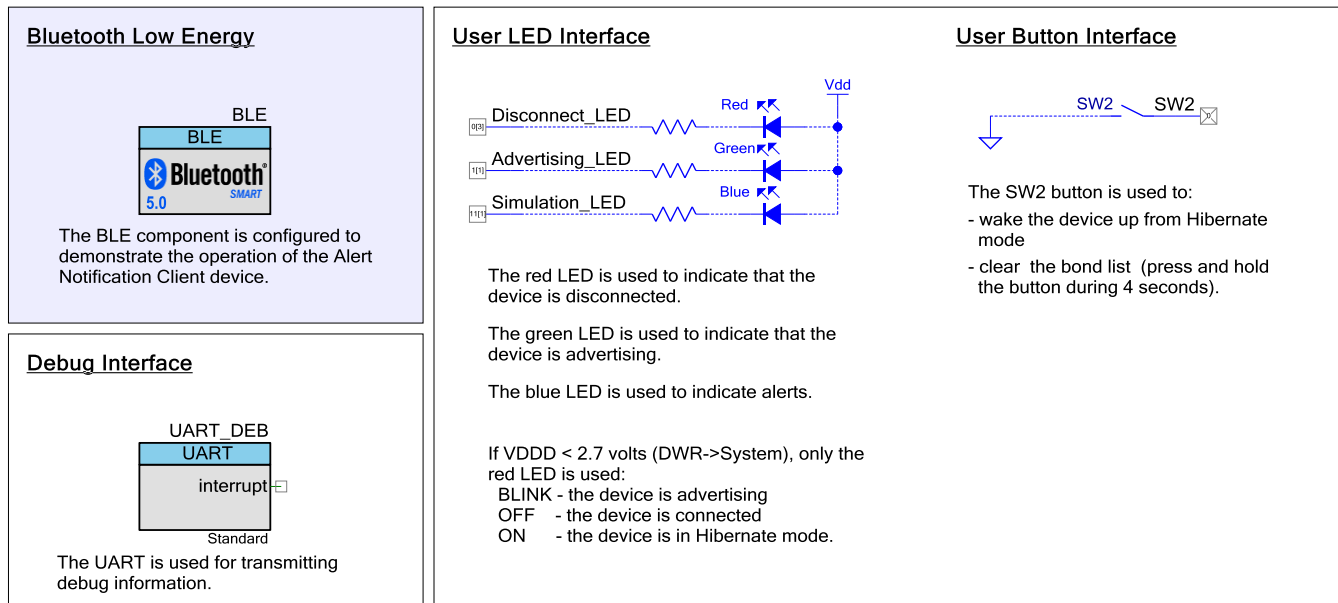 Bluetooth Low Energy
BLE
BLE
Bluetooth®
SMART
5.0
The BLE component is configured to
demonstrate the operation of the Alert
Notification Client device.
Debug Interface
UART_DEB
UART
interrupt
Standard
The UART is used for transmitting
debug information.
User LED Interface
Vdd
Red
0[3]
Disconnect_LED
Green
1[1]
Advertising_LED
Blue
11[1]
Simulation_LED
The red LED is used to indicate that the
device is disconnected.
The green LED is used to indicate that the
device is advertising.
The blue LED is used to indicate alerts.
If VDDD < 2.7 volts (DWR->System), only the
red LED is used:
BLINK - the device is advertising
OFF - the device is connected
ON - the device is in Hibernate mode.
User Button Interface
SW2 SW2
The SW2 button is used to:
- wake the device up from Hibernate
mode
- clear the bond list (press and hold
the button during 4 seconds).